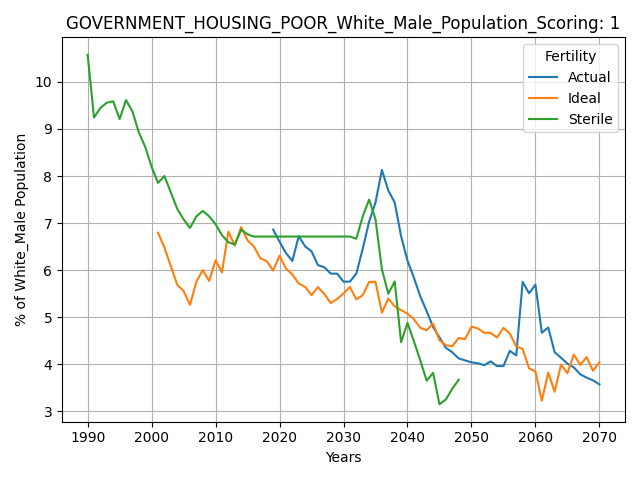 GOVERNMENT_HOUSING_POOR_White_Male_Population_Scoring: 1
Fertility
Actual
Ideal
Sterile
% of White_Male Population
10
9
8
7
6
5
4
3
1990 2000 2010 2020 2030 2040 2050 2060 2070
Years